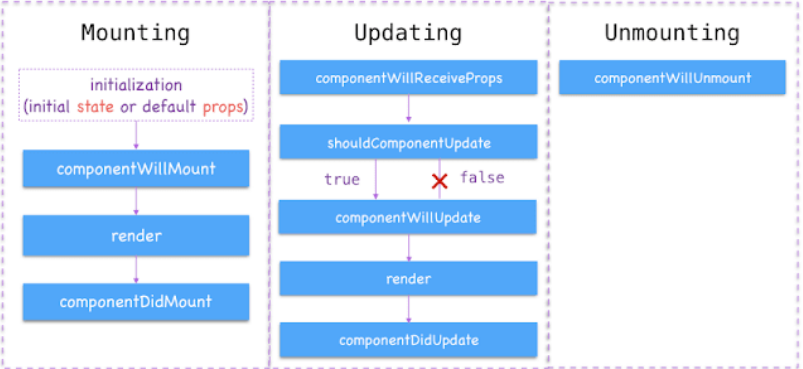 Mounting
initialization
(initial state or default props)
componentWillMount
render
componentDidMount
Updating
componentWillReceiveProps
shouldComponentUpdate
true
false
componentWillUpdate
render
componentDidUpdate
Unmounting
componentWillUnmount